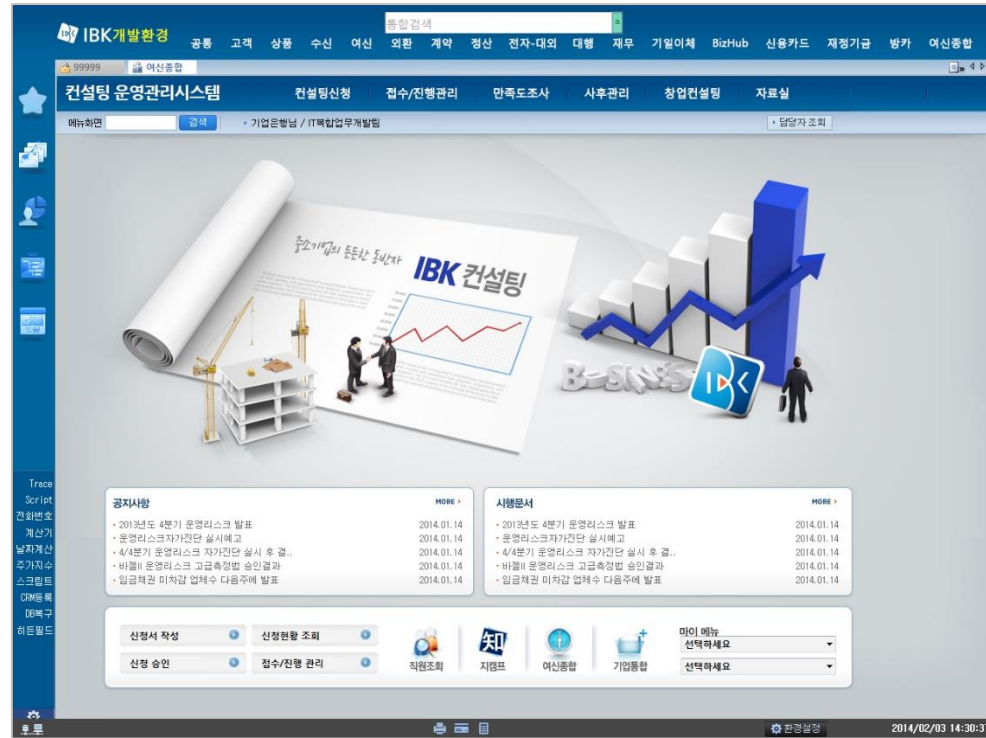 통합검색
IBK개발환경
공통 고객 상품 수신 여신 외환 계약 정산 전자-대외 대행 재무 기일이체 BizHub 신용카드 재정기금 방카 여신종합
99999 여신종합
컨설팅 운영관리시스템 컨설팅신청 접수/진행관리 만족도조사 사후관리 창업컨설팅 자료실
메뉴화면 검색 기업은행님 / IT복합업무개발팀 담당자 조회
중소기업의 든든한 동반자
IBK 컨설팅
BUSINESS
Trace
Script
전화번호
계산기
날짜계산
주가지수
스크립트
CRM등록
DB복구
히든필드
공지사항 MORE
· 2013년도 4분기 운영리스크 발표 2014.01.14
· 운영리스크자가진단 실시예고 2014.01.14
· 4/4분기 운영리스크 자가진단 실시 후 결.. 2014.01.14
· 바젤II 운영리스크 고급측정법 승인결과 2014.01.14
· 임금채권 미차감 업체수 다음주에 발표 2014.01.14
시행문서 MORE
· 2013년도 4분기 운영리스크 발표 2014.01.14
· 운영리스크자가진단 실시예고 2014.01.14
· 4/4분기 운영리스크 자가진단 실시 후 결.. 2014.01.14
· 바젤II 운영리스크 고급측정법 승인결과 2014.01.14
· 임금채권 미차감 업체수 다음주에 발표 2014.01.14
신청서 작성 신청현황 조회
신청 승인 접수/진행 관리
知
직원조회 지캠프 여신종합 기업통합
마이 메뉴
선택하세요
선택하세요
환경설정 2014/02/03 14:30:37